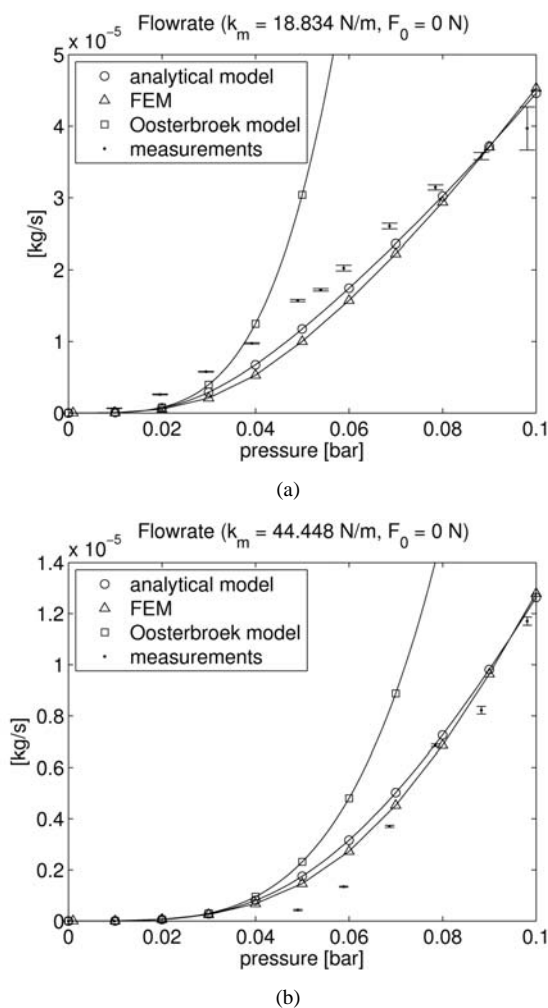 Flowrate (k_m = 18.834 N/m, F_0 = 0 N)
x 10^-5
5
4
3
2
1
0
[kg/s]
analytical model
FEM
Oosterbroek model
measurements
0 0.02 0.04 0.06 0.08 0.1
pressure [bar]
(a)
Flowrate (k_m = 44.448 N/m, F_0 = 0 N)
x 10^-5
1.4
1.2
1
0.8
0.6
0.4
0.2
0
[kg/s]
analytical model
FEM
Oosterbroek model
measurements
0 0.02 0.04 0.06 0.08 0.1
pressure [bar]
(b)